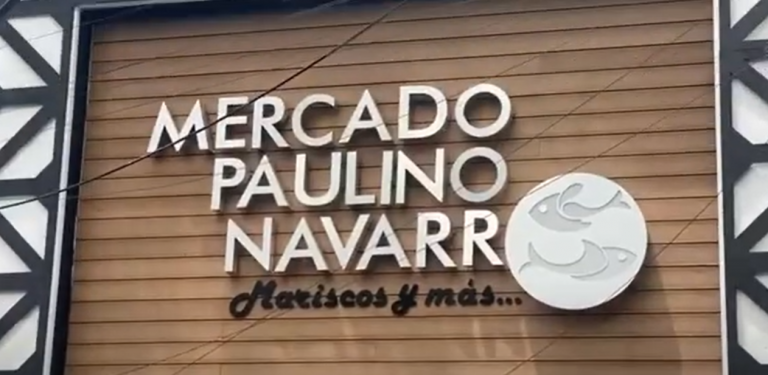 MERCADO
PAULINO
NAVARRO
Mariscos y más...